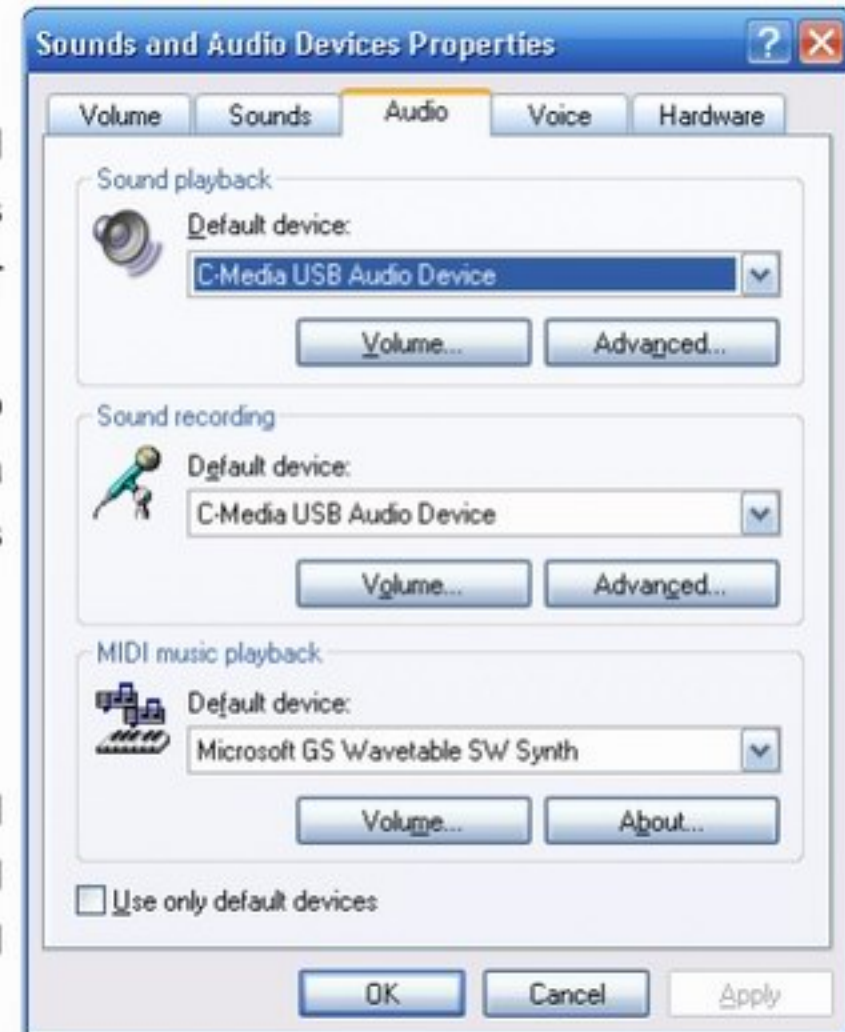 Sounds and Audio Devices Properties
Volume Sounds Audio Voice Hardware
Sound playback
Default device:
C-Media USB Audio Device
Volume... Advanced...
Sound recording
Default device:
C-Media USB Audio Device
Volume... Advanced...
MIDI music playback
Default device:
Microsoft GS Wavetable SW Synth
Volume... About...
Use only default devices
OK Cancel Apply